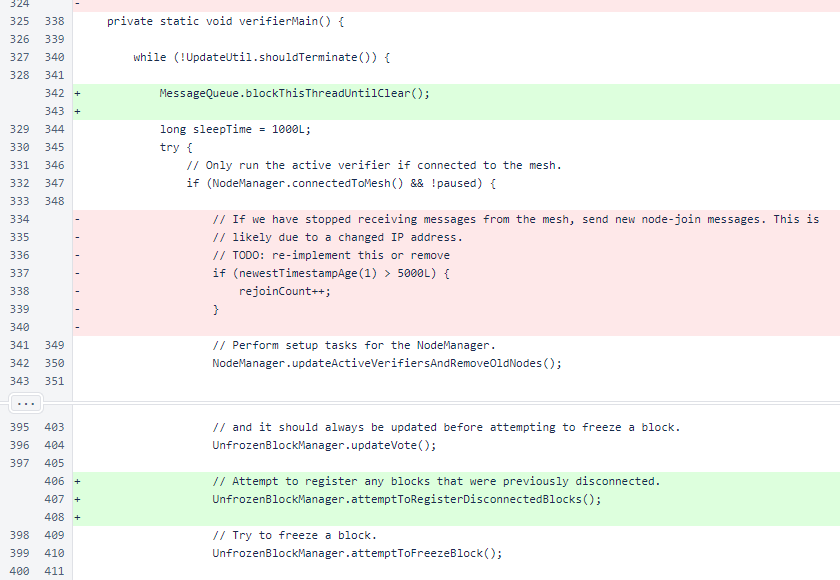 324 -
325 338 private static void verifierMain() {
326 339
327 340 while (!UpdateUtil.shouldTerminate()) {
328 341
342 + MessageQueue.blockThisThreadUntilClear();
343 +
329 344 long sleepTime = 1000L;
330 345 try {
331 346 // Only run the active verifier if connected to the mesh.
332 347 if (NodeManager.connectedToMesh() && !paused) {
333 348
334 - // If we have stopped receiving messages from the mesh, send new node-join messages. This is
335 - // likely due to a changed IP address.
336 - // TODO: re-implement this or remove
337 - if (newestTimestampAge(1) > 5000L) {
338 - rejoinCount++;
339 - }
340 -
341 349 // Perform setup tasks for the NodeManager.
342 350 NodeManager.updateActiveVerifiersAndRemoveOldNodes();
343 351
...
395 403 // and it should always be updated before attempting to freeze a block.
396 404 UnfrozenBlockManager.updateVote();
397 405
406 + // Attempt to register any blocks that were previously disconnected.
407 + UnfrozenBlockManager.attemptToRegisterDisconnectedBlocks();
408 +
398 409 // Try to freeze a block.
399 410 UnfrozenBlockManager.attemptToFreezeBlock();
400 411